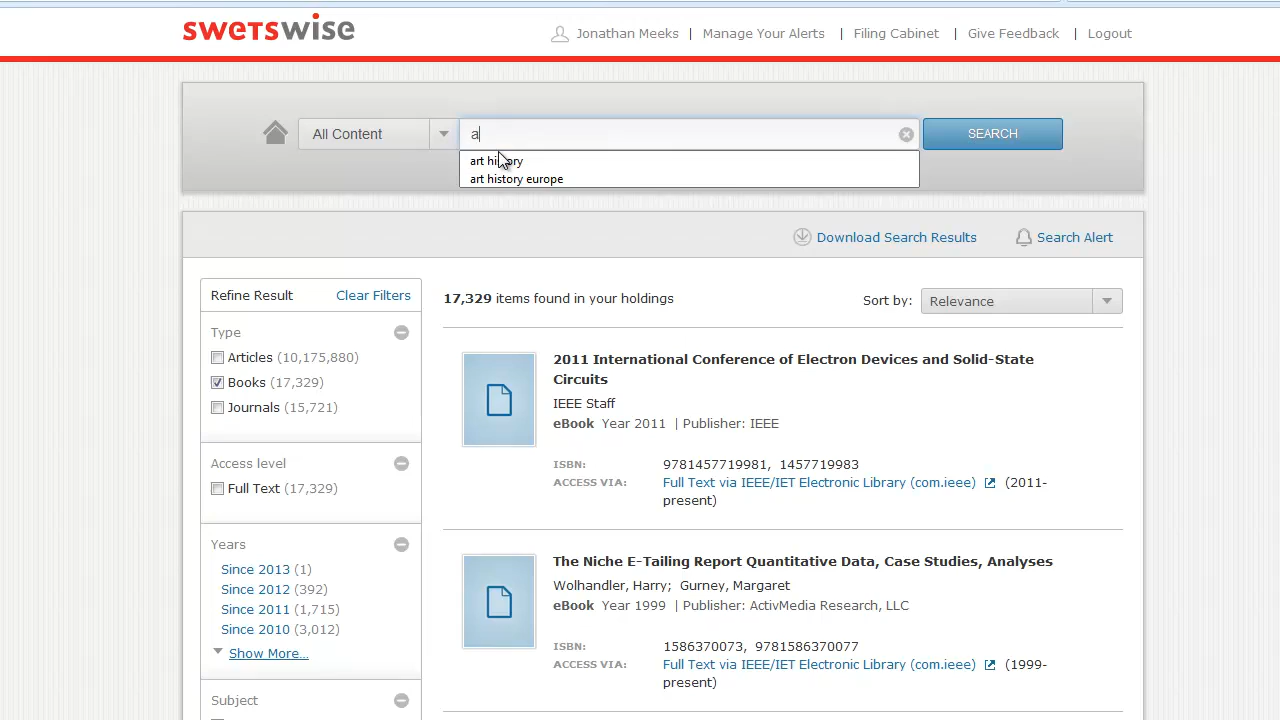 swetswise
Jonathan Meeks | Manage Your Alerts | Filing Cabinet | Give Feedback | Logout
All Content
a
SEARCH
art history
art history europe
Download Search Results
Search Alert
Refine Result
Clear Filters
Type
Articles (10,175,880)
Books (17,329)
Journals (15,721)
Access level
Full Text (17,329)
Years
Since 2013 (1)
Since 2012 (392)
Since 2011 (1,715)
Since 2010 (3,012)
Show More...
Subject
17,329 items found in your holdings
Sort by:
Relevance
2011 International Conference of Electron Devices and Solid-State
Circuits
IEEE Staff
eBook Year 2011 | Publisher: IEEE
ISBN: 9781457719981, 1457719983
ACCESS VIA: Full Text via IEEE/IET Electronic Library (com.ieee) (2011-
present)
The Niche E-Tailing Report Quantitative Data, Case Studies, Analyses
Wolhandler, Harry; Gurney, Margaret
eBook Year 1999 | Publisher: ActivMedia Research, LLC
ISBN: 1586370073, 9781586370077
ACCESS VIA: Full Text via IEEE/IET Electronic Library (com.ieee) (1999-
present)